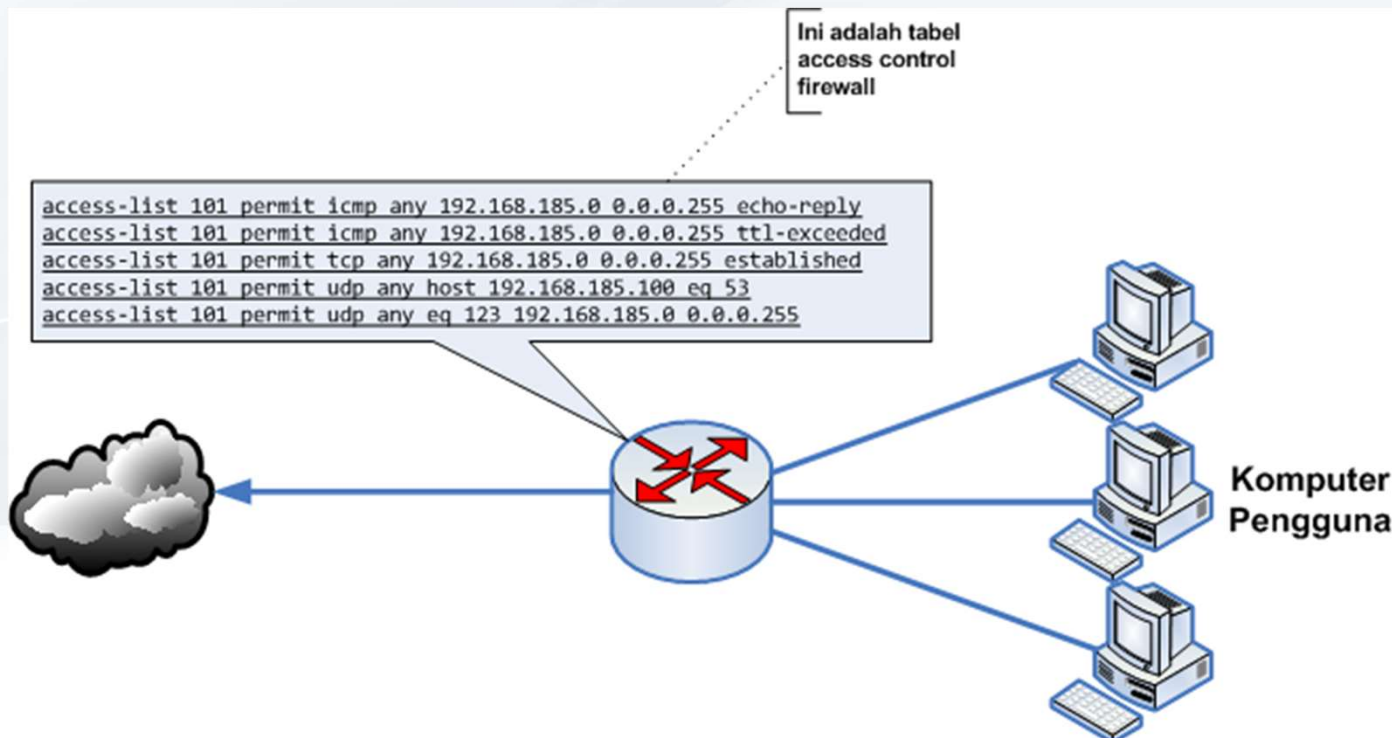 Ini adalah tabel
access control
firewall
access-list 101 permit icmp any 192.168.185.0 0.0.0.255 echo-reply
access-list 101 permit icmp any 192.168.185.0 0.0.0.255 ttl-exceeded
access-list 101 permit tcp any 192.168.185.0 0.0.0.255 established
access-list 101 permit udp any host 192.168.185.100 eq 53
access-list 101 permit udp any eq 123 192.168.185.0 0.0.0.255
Komputer
Pengguna